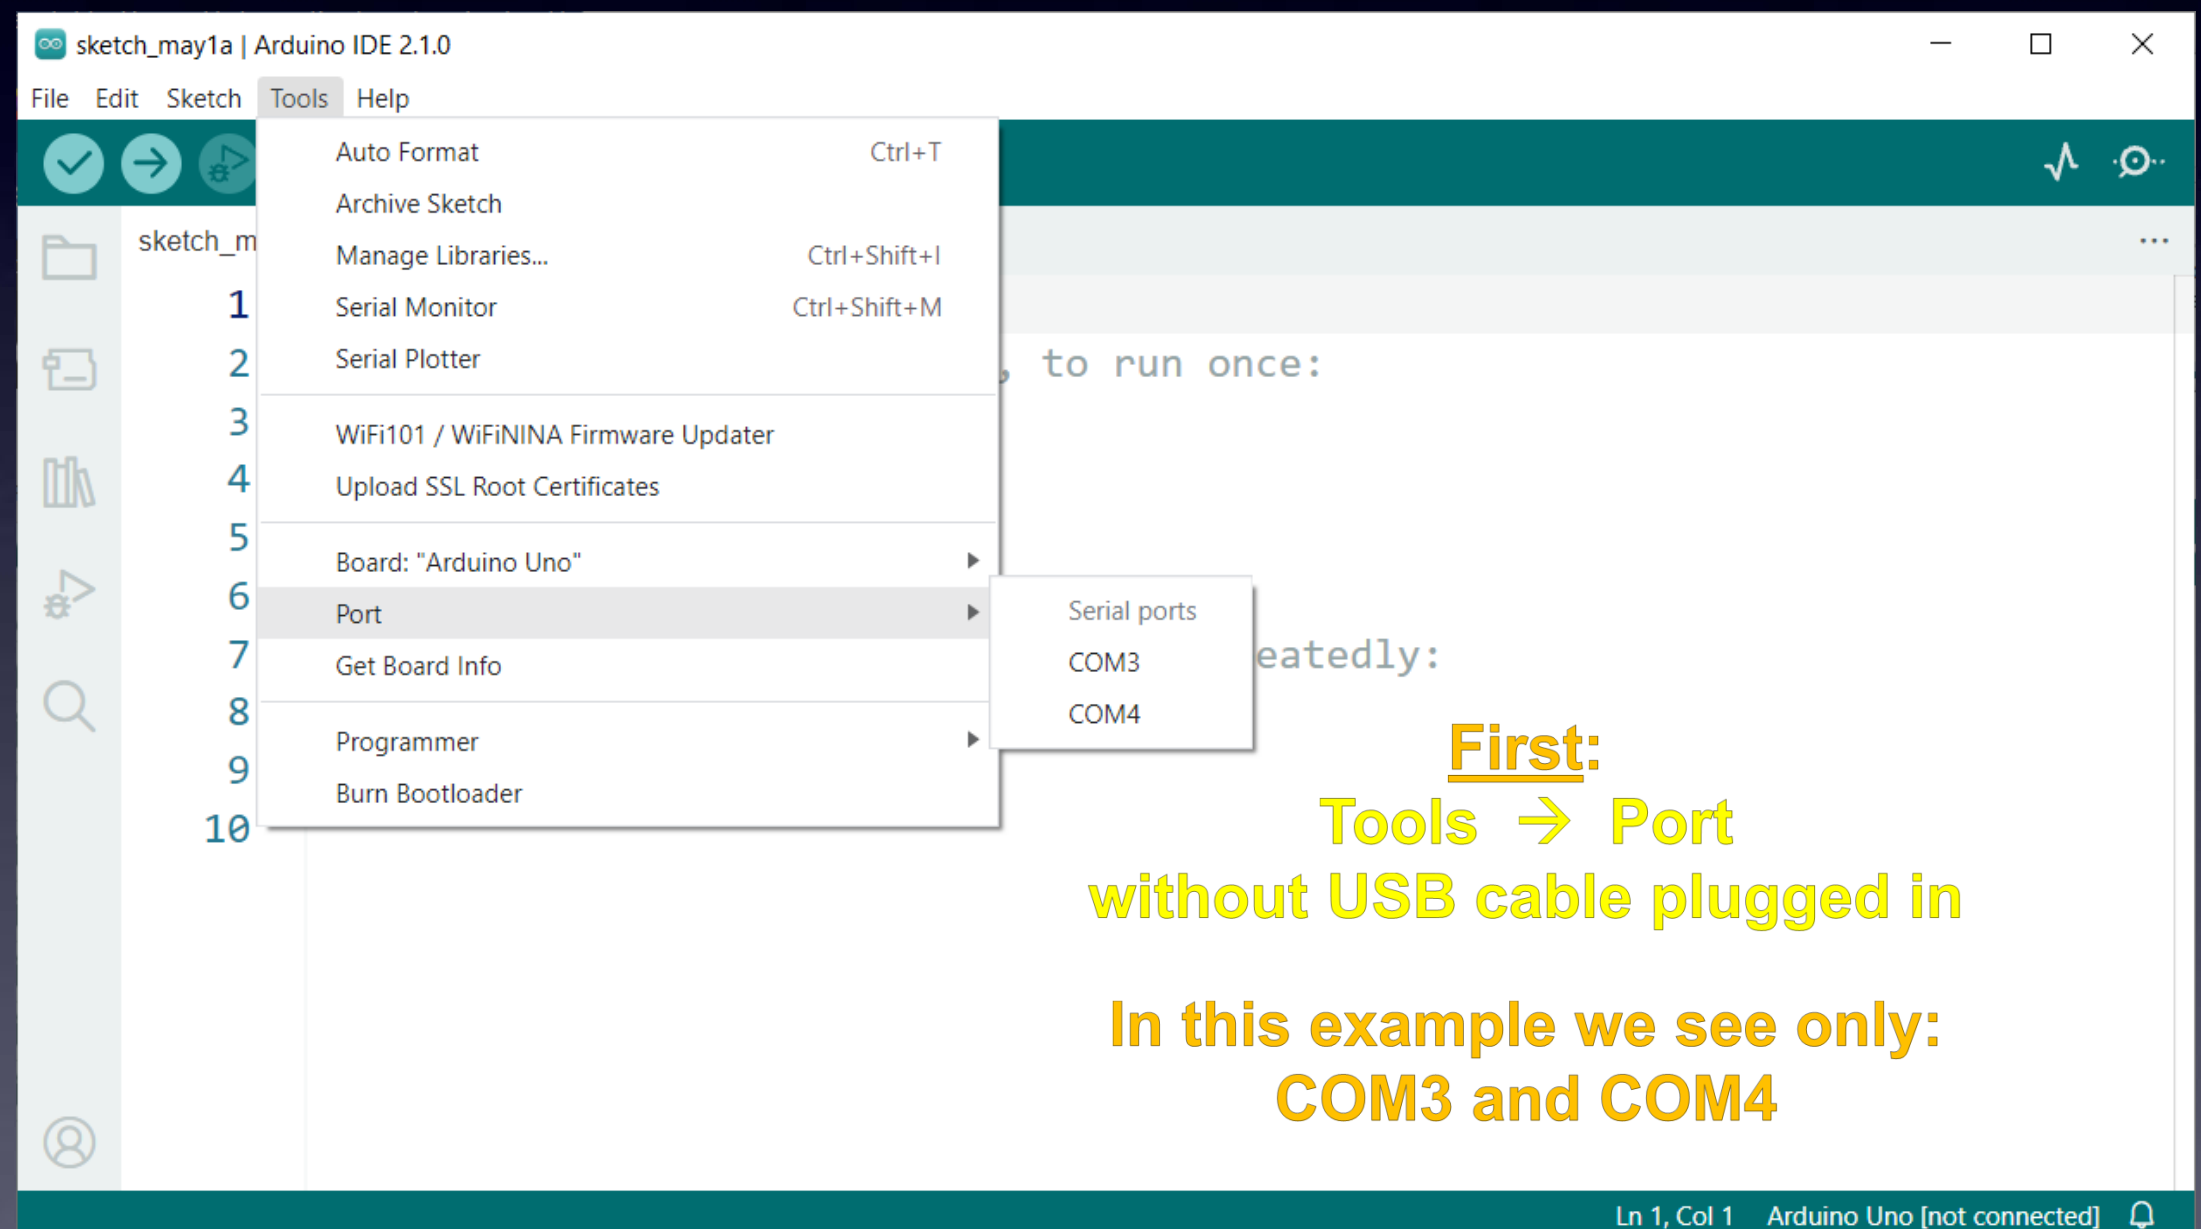 sketch_may1a | Arduino IDE 2.1.0
File Edit Sketch Tools Help
Auto Format Ctrl+T
Archive Sketch
sketch_m
Manage Libraries... Ctrl+Shift+I
1
Serial Monitor Ctrl+Shift+M
2
Serial Plotter
, to run once:
3
WiFi101 / WiFiNINA Firmware Updater
4
Upload SSL Root Certificates
5
Board: "Arduino Uno"
6
Port
Serial ports
7
Get Board Info
COM3
eatedly:
8
COM4
Programmer
9
Burn Bootloader
10
First:
Tools → Port
without USB cable plugged in
In this example we see only:
COM3 and COM4
Ln 1, Col 1 Arduino Uno [not connected]